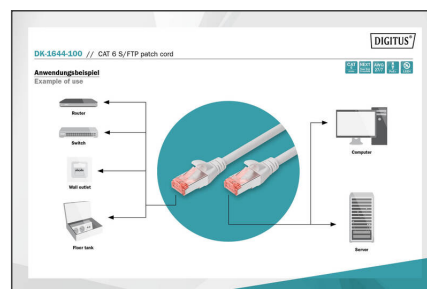 DIGITUS®
DK-1644-100 // CAT 6 S/FTP patch cord
Anwendungsbeispiel
Example of use
CAT
Router
Switch
Wall outlet
Floor tank
Computer
Server